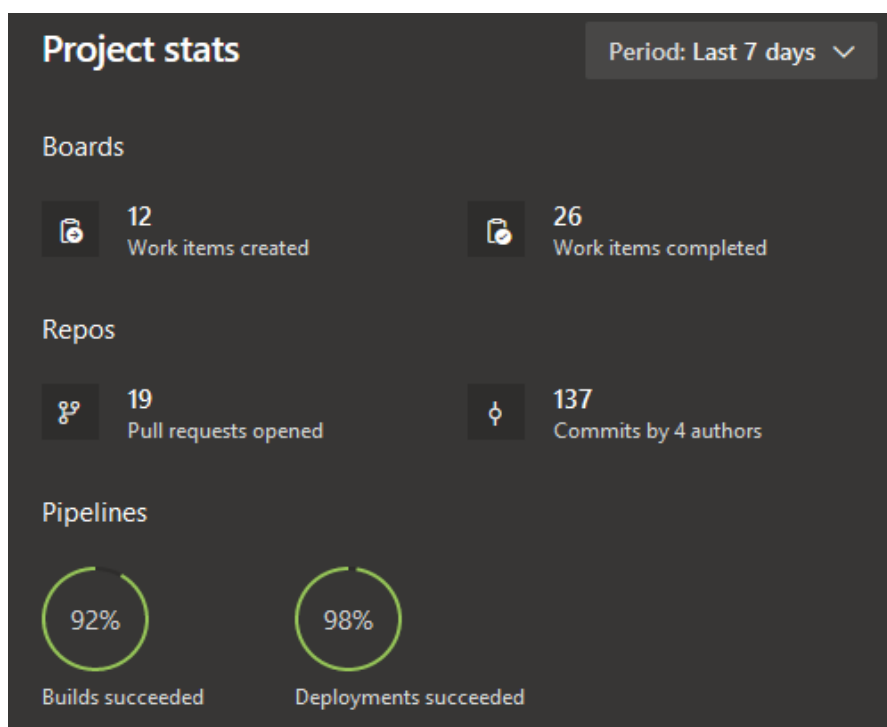 Project stats
Period: Last 7 days
Boards
12
Work items created
26
Work items completed
Repos
19
Pull requests opened
137
Commits by 4 authors
Pipelines
92%
Builds succeeded
98%
Deployments succeeded